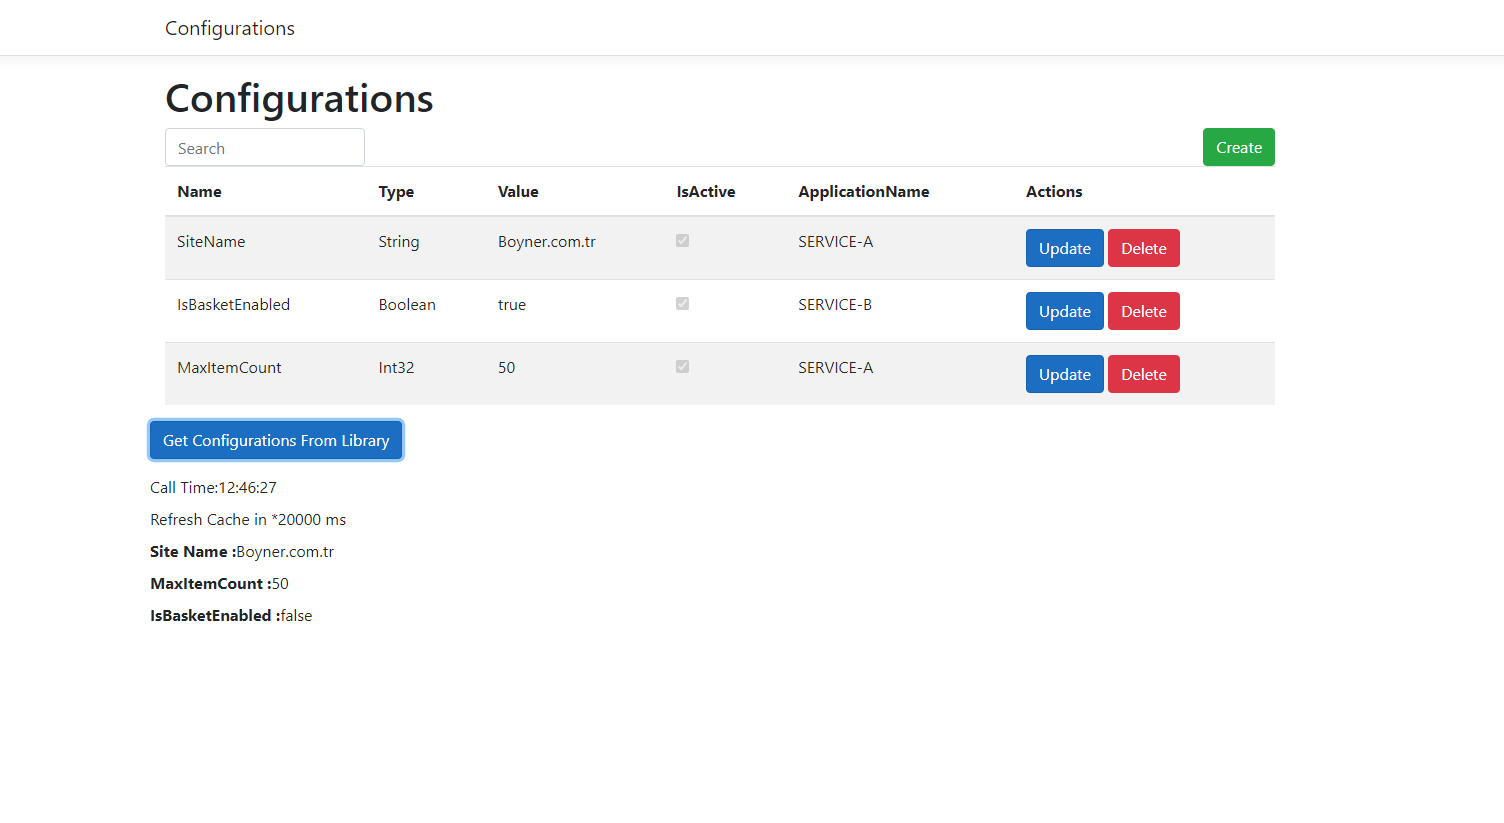 Configurations
Configurations
Search
Create
Name Type Value IsActive ApplicationName Actions
SiteName String Boyner.com.tr SERVICE-A Update Delete
IsBasketEnabled Boolean true SERVICE-B Update Delete
MaxItemCount Int32 50 SERVICE-A Update Delete
Get Configurations From Library
Call Time:12:46:27
Refresh Cache in *20000 ms
Site Name :Boyner.com.tr
MaxItemCount :50
IsBasketEnabled :false